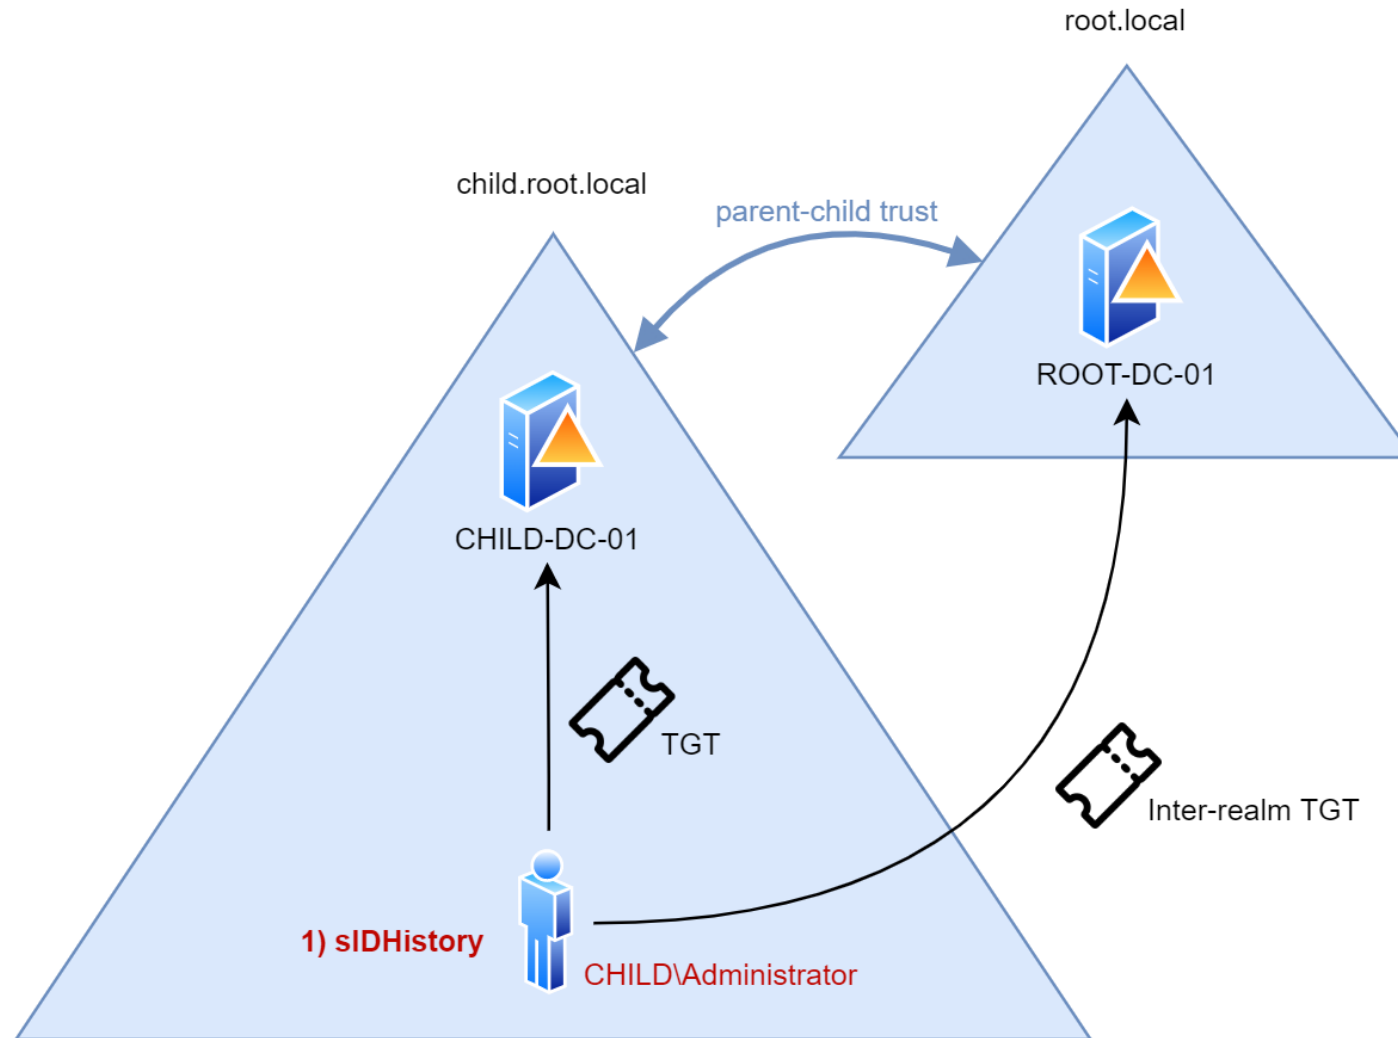 root.local
child.root.local
parent-child trust
ROOT-DC-01
CHILD-DC-01
TGT
Inter-realm TGT
1) sIDHistory
CHILD\Administrator